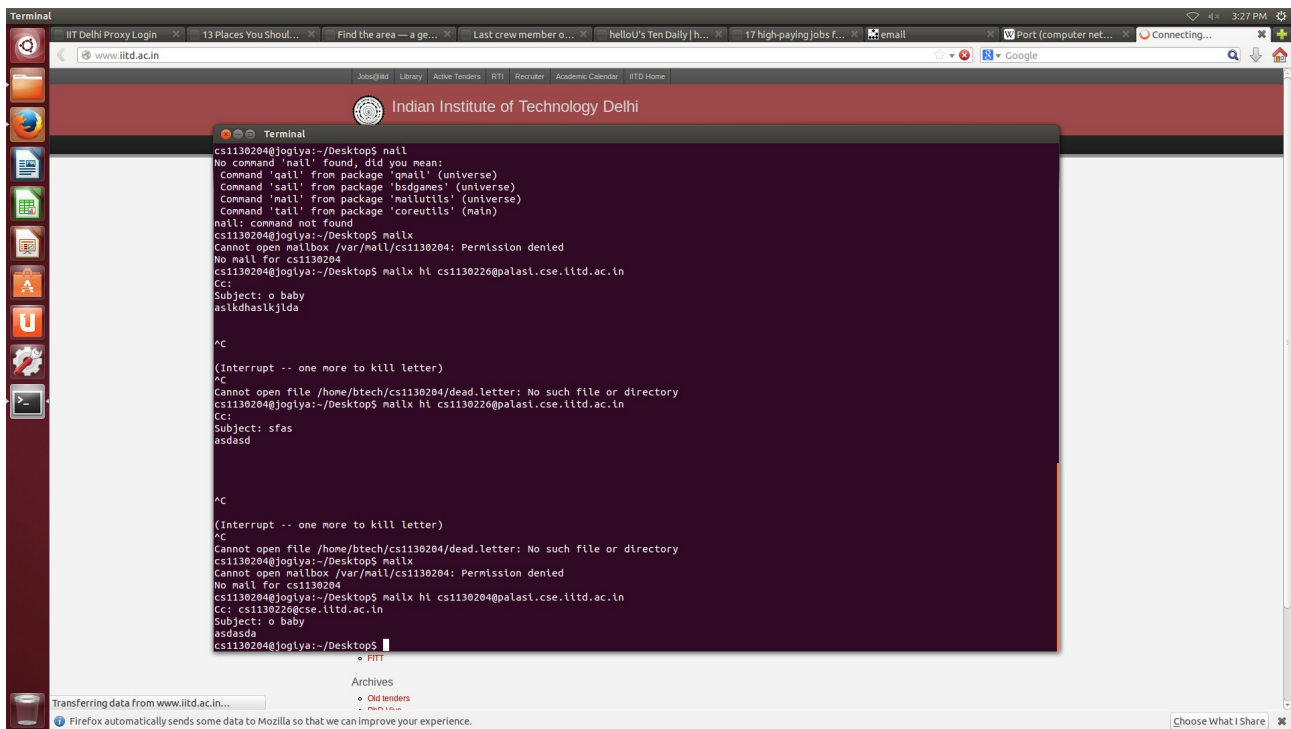 Terminal
3:27 PM
IIT Delhi Proxy Login
13 Places You Shoul...
Find the area — a ge...
Last crew member o...
helloU's Ten Daily | h...
17 high-paying jobs f...
email
Port (computer net...
Connecting...
www.iitd.ac.in
Google
Jobs@iitd Library Active Tenders RTI Recruiter Academic Calendar IITD Home
Indian Institute of Technology Delhi
Terminal
cs1130204@jogiya:~/Desktop$ nail
No command 'nail' found, did you mean:
Command 'qail' from package 'qmail' (universe)
Command 'sail' from package 'bsdgames' (universe)
Command 'mail' from package 'mailutils' (universe)
Command 'tail' from package 'coreutils' (main)
nail: command not found
cs1130204@jogiya:~/Desktop$ mailx
Cannot open mailbox /var/mail/cs1130204: Permission denied
No mail for cs1130204
cs1130204@jogiya:~/Desktop$ mailx hi cs1130226@palasi.cse.iitd.ac.in
Cc:
Subject: o baby
aslkdhaslkjlda
^C
(Interrupt -- one more to kill letter)
^C
Cannot open file /home/btech/cs1130204/dead.letter: No such file or directory
cs1130204@jogiya:~/Desktop$ mailx hi cs1130226@palasi.cse.iitd.ac.in
Cc:
Subject: sfas
asdasd
^C
(Interrupt -- one more to kill letter)
^C
Cannot open file /home/btech/cs1130204/dead.letter: No such file or directory
cs1130204@jogiya:~/Desktop$ mailx
Cannot open mailbox /var/mail/cs1130204: Permission denied
No mail for cs1130204
cs1130204@jogiya:~/Desktop$ mailx hi cs1130204@palasi.cse.iitd.ac.in
Cc: cs1130226@cse.iitd.ac.in
Subject: o baby
asdasda
cs1130204@jogiya:~/Desktop$
FITT
Archives
Old tenders
Transferring data from www.iitd.ac.in...
Firefox automatically sends some data to Mozilla so that we can improve your experience.
Choose What I Share